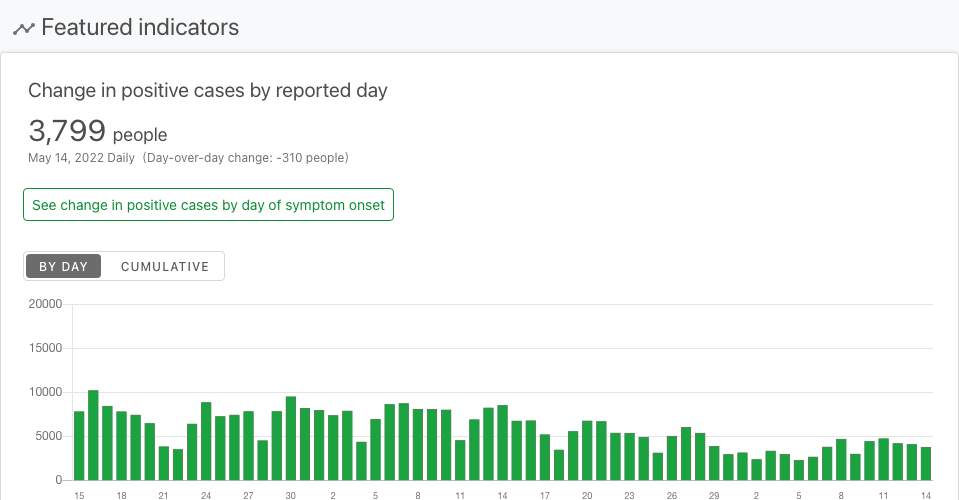 Featured indicators
Change in positive cases by reported day
3,799 people
May 14, 2022 Daily (Day-over-day change: -310 people)
See change in positive cases by day of symptom onset
BY DAY CUMULATIVE
20000
15000
10000
5000
0
15 18 21 24 27 30 2 5 8 11 14 17 20 23 26 29 2 5 8 11 14